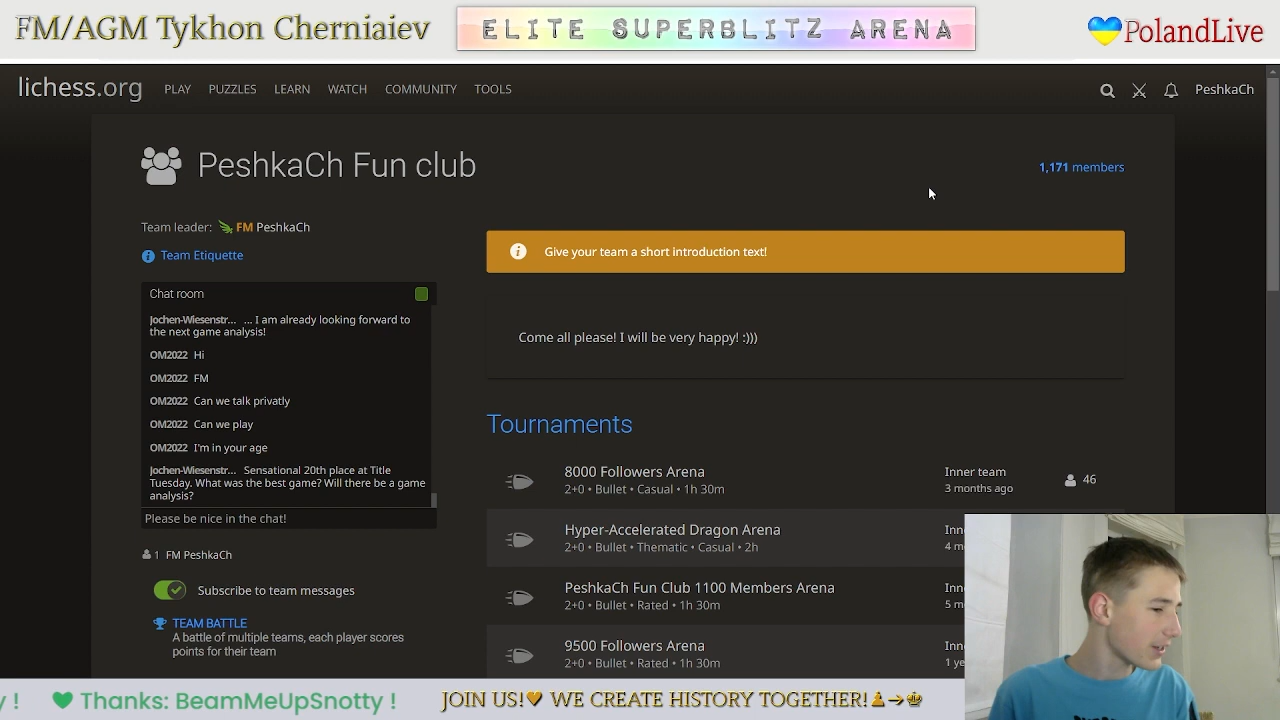 FM/AGM Tykhon Cherniaiev
ELITE SUPERBLITZ ARENA
PolandLive
lichess.org PLAY PUZZLES LEARN WATCH COMMUNITY TOOLS PeshkaCh
PeshkaCh Fun club
1,171 members
Team leader: FM PeshkaCh
Team Etiquette
Give your team a short introduction text!
Come all please! I will be very happy! :)))
Chat room
Jochen-Wiesenstr... ... I am already looking forward to
the next game analysis!
OM2022 Hi
OM2022 FM
OM2022 Can we talk privatly
OM2022 Can we play
OM2022 I'm in your age
Jochen-Wiesenstr... Sensational 20th place at Title
Tuesday. What was the best game? Will there be a game
analysis?
Please be nice in the chat!
1 FM PeshkaCh
Subscribe to team messages
TEAM BATTLE
A battle of multiple teams, each player scores
points for their team
Tournaments
8000 Followers Arena Inner team
2+0 • Bullet • Casual • 1h 30m 3 months ago 46
Hyper-Accelerated Dragon Arena Inn
2+0 • Bullet • Thematic • Casual • 2h 4 m
PeshkaCh Fun Club 1100 Members Arena Inn
2+0 • Bullet • Rated • 1h 30m 5 m
9500 Followers Arena Inn
2+0 • Bullet • Rated • 1h 30m 1 ye
y ! Thanks: BeamMeUpSnotty ! JOIN US! WE CREATE HISTORY TOGETHER!♟→♚